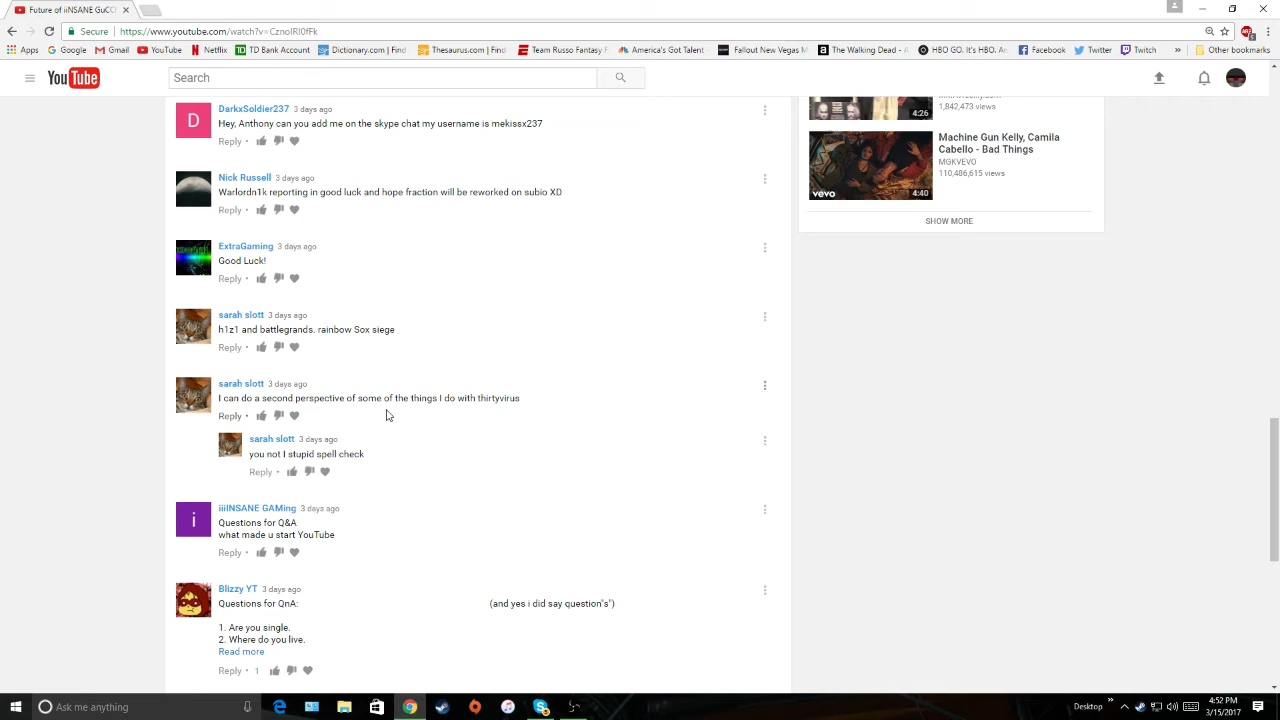 Future of iiNSANE GuCCi
Secure https://www.youtube.com/watch?v=CznoIRl0fFk
Apps Google Gmail YouTube Netflix TD Bank Account Dictionary.com | Find Thesaurus.com | Find Team Russo Fantasy F America's Got Talent Fallout New Vegas M The Walking Dead - A HBO GO. It's HBO. An Facebook Twitter Twitch » Other bookmarks
YouTube
Search
DarkxSoldier237 3 days ago
Hey, Anthony can you add me on the skype chat my username is nekissx237
Reply •
Nick Russell 3 days ago
Warlordn1k reporting in good luck and hope fraction will be reworked on subio XD
Reply •
ExtraGaming 3 days ago
Good Luck!
Reply •
sarah slott 3 days ago
h1z1 and battlegrands. rainbow Sox siege
Reply •
sarah slott 3 days ago
I can do a second perspective of some of the things I do with thirtyvirus
Reply •
sarah slott 3 days ago
you not I stupid spell check
Reply •
iiiINSANE GAMing 3 days ago
Questions for Q&A
what made u start YouTube
Reply •
Blizzy YT 3 days ago
Questions for QnA: (and yes i did say question"s")
1. Are you single.
2. Where do you live.
Read more
Reply • 1
1,842,473 views
4:26
Machine Gun Kelly, Camila
Cabello - Bad Things
MGKVEVO
110,486,615 views
vevo 4:40
SHOW MORE
Ask me anything
Desktop »
4:52 PM
3/15/2017